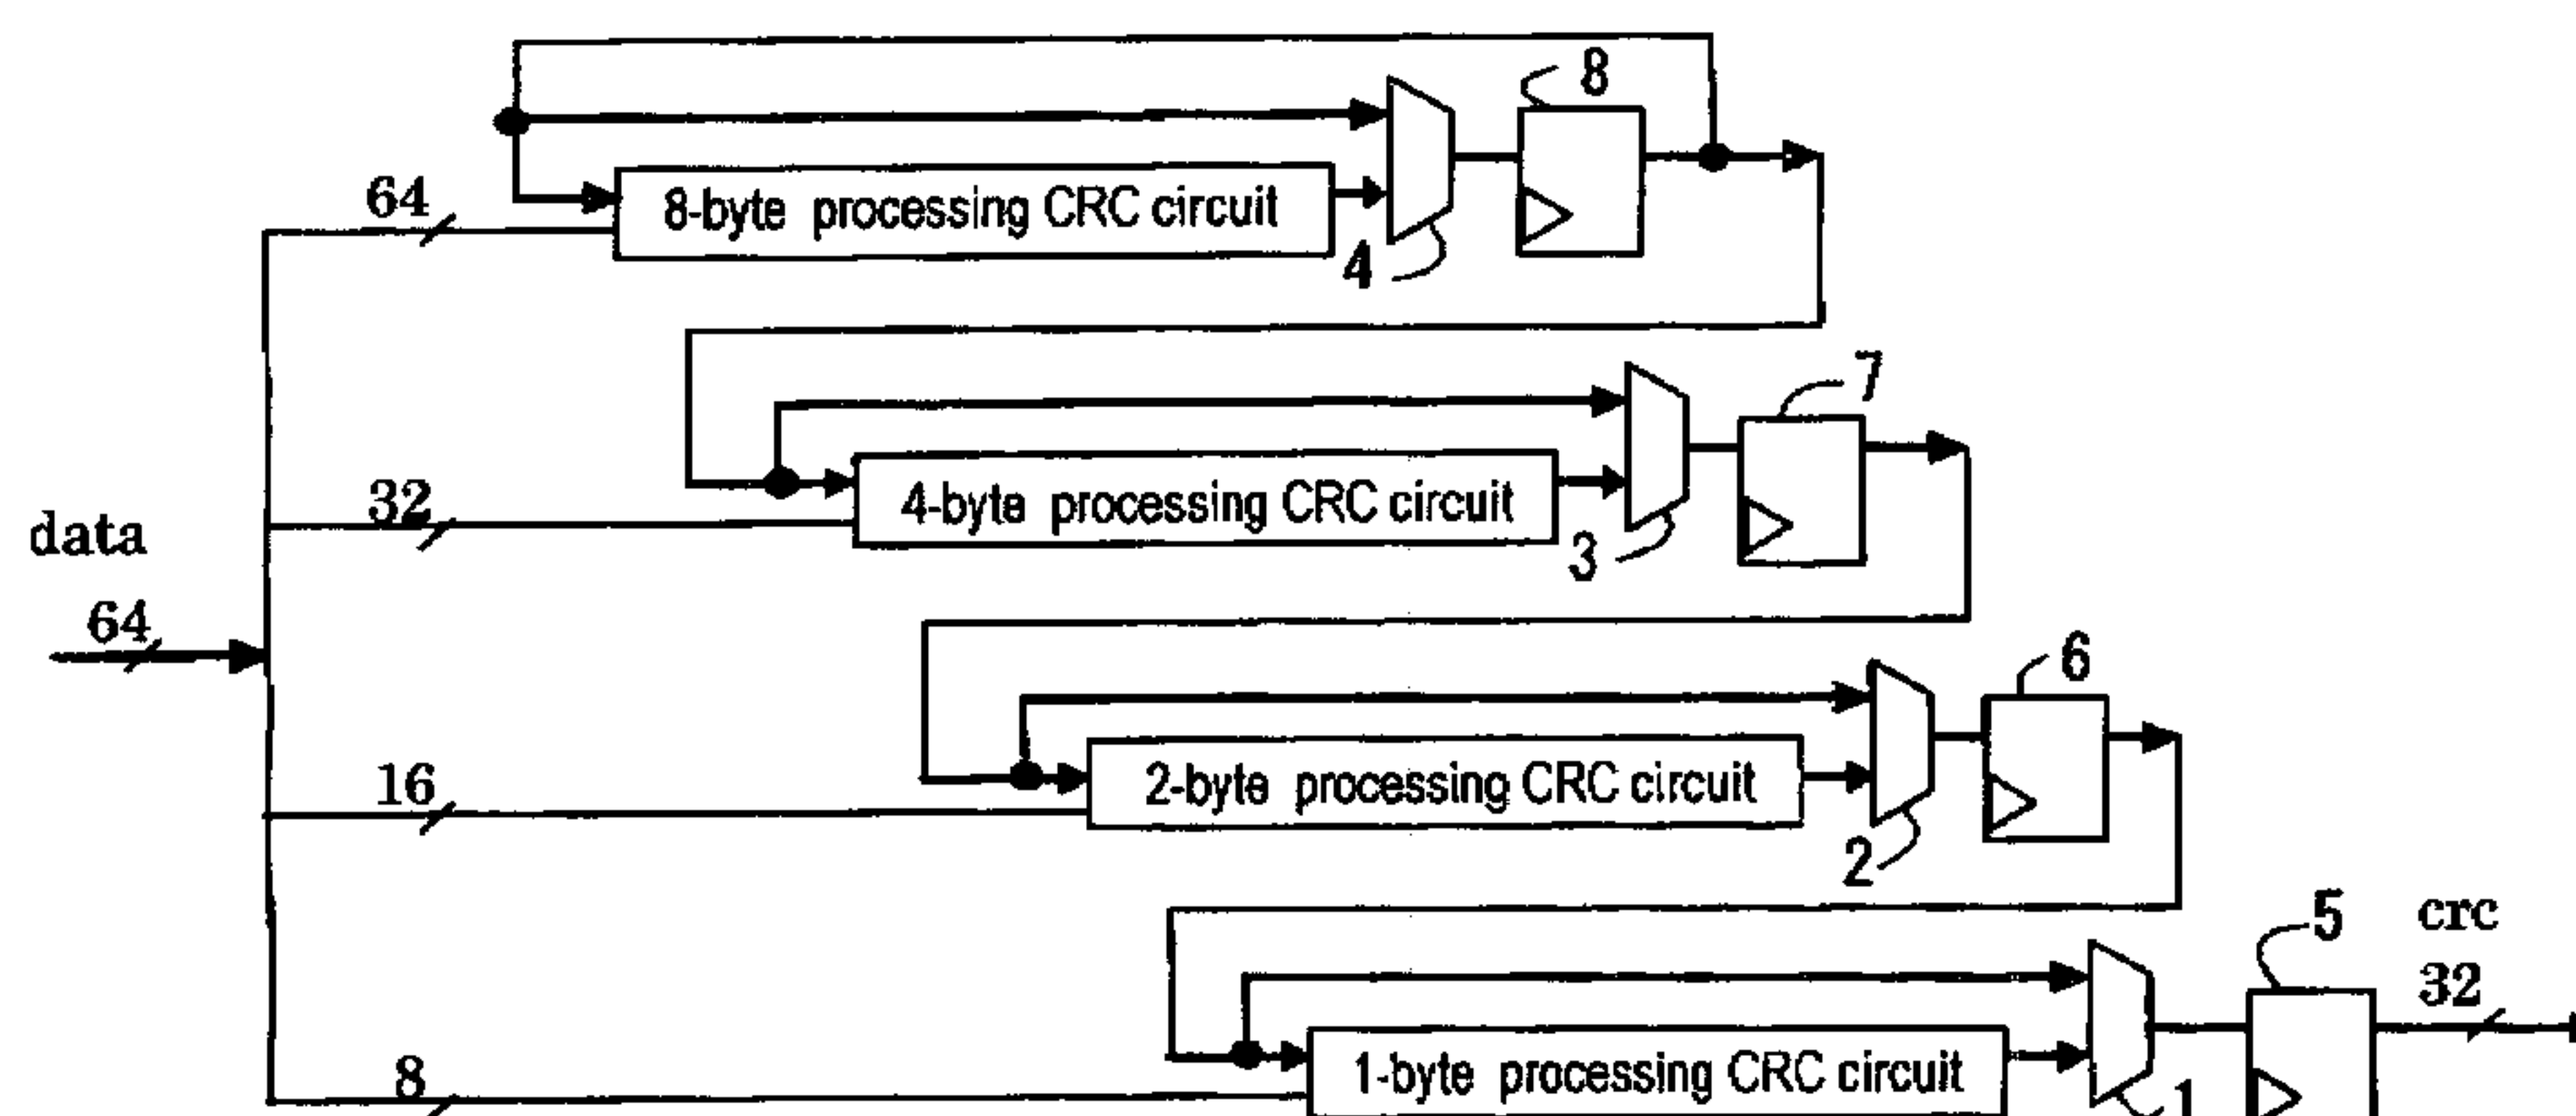 8
64
8-byte processing CRC circuit
4
7
32
4-byte processing CRC circuit
data
3
64
6
16
2-byte processing CRC circuit
2
5
crc
32
8
1-byte processing CRC circuit
1